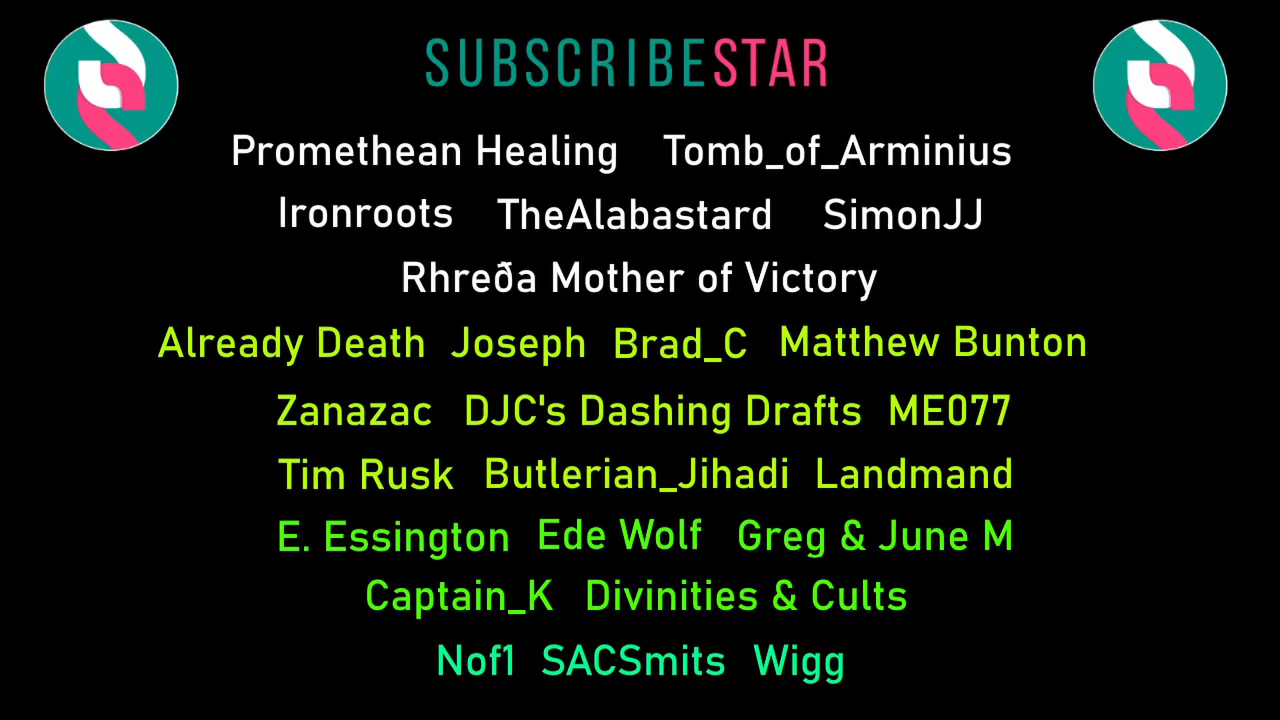 SUBSCRIBESTAR
Promethean Healing Tomb_of_Arminius
Ironroots TheAlabastard SimonJJ
Rhreða Mother of Victory
Already Death Joseph Brad_C Matthew Bunton
Zanazac DJC's Dashing Drafts ME077
Tim Rusk Butlerian_Jihadi Landmand
E. Essington Ede Wolf Greg & June M
Captain_K Divinities & Cults
Nof1 SACSmits Wigg